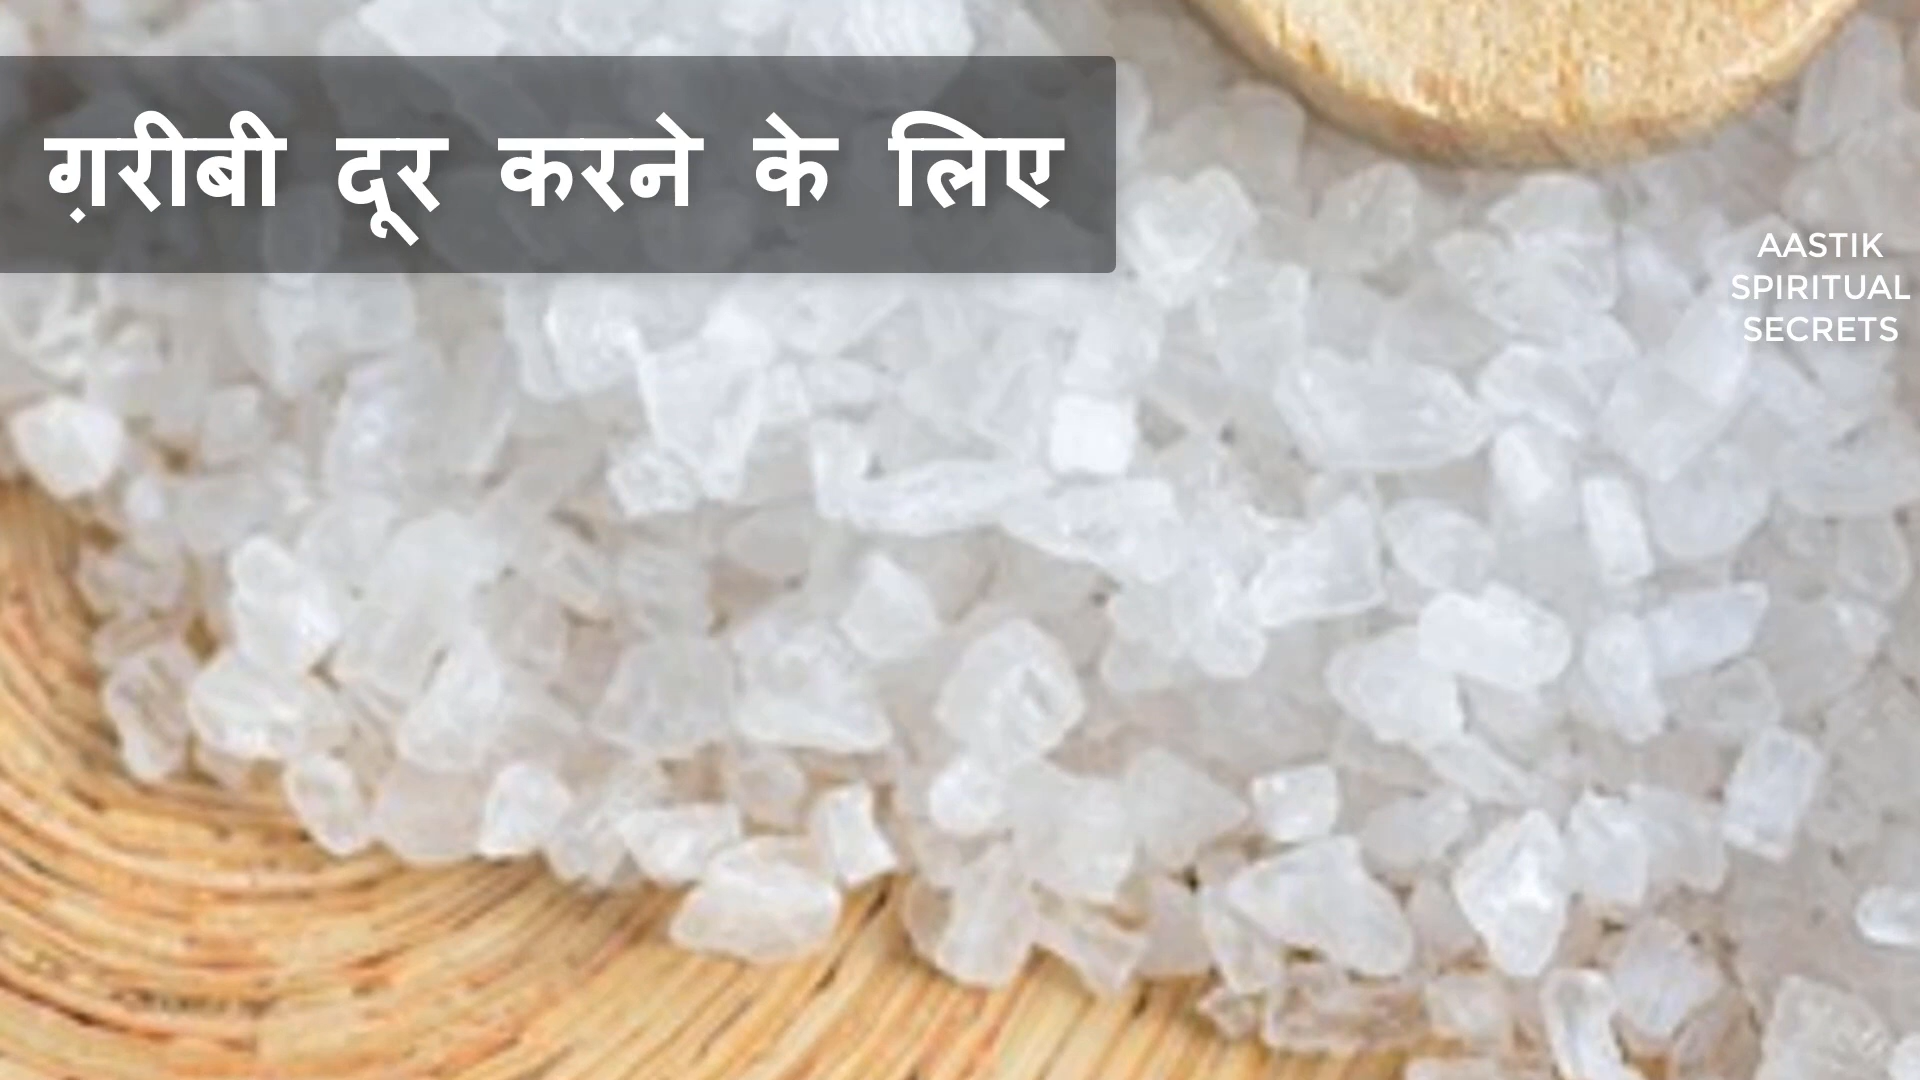 ग़रीबी दूर करने के लिए
AASTIK
SPIRITUAL
SECRETS